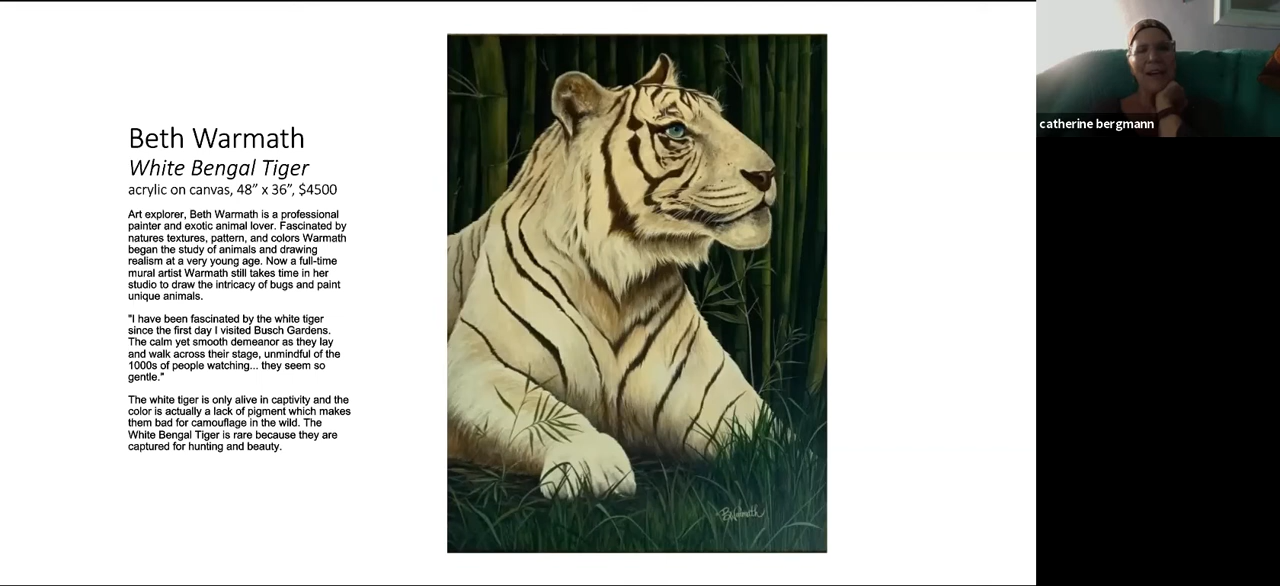 Beth Warmath
White Bengal Tiger
acrylic on canvas, 48” x 36”, $4500
Art explorer, Beth Warmath is a professional
painter and exotic animal lover. Fascinated by
natures textures, pattern, and colors Warmath
began the study of animals and drawing
realism at a very young age. Now a full-time
mural artist Warmath still takes time in her
studio to draw the intricacy of bugs and paint
unique animals.
"I have been fascinated by the white tiger
since the first day I visited Busch Gardens.
The calm yet smooth demeanor as they lay
and walk across their stage, unmindful of the
1000s of people watching... they seem so
gentle."
The white tiger is only alive in captivity and the
color is actually a lack of pigment which makes
them bad for camouflage in the wild. The
White Bengal Tiger is rare because they are
captured for hunting and beauty.
catherine bergmann